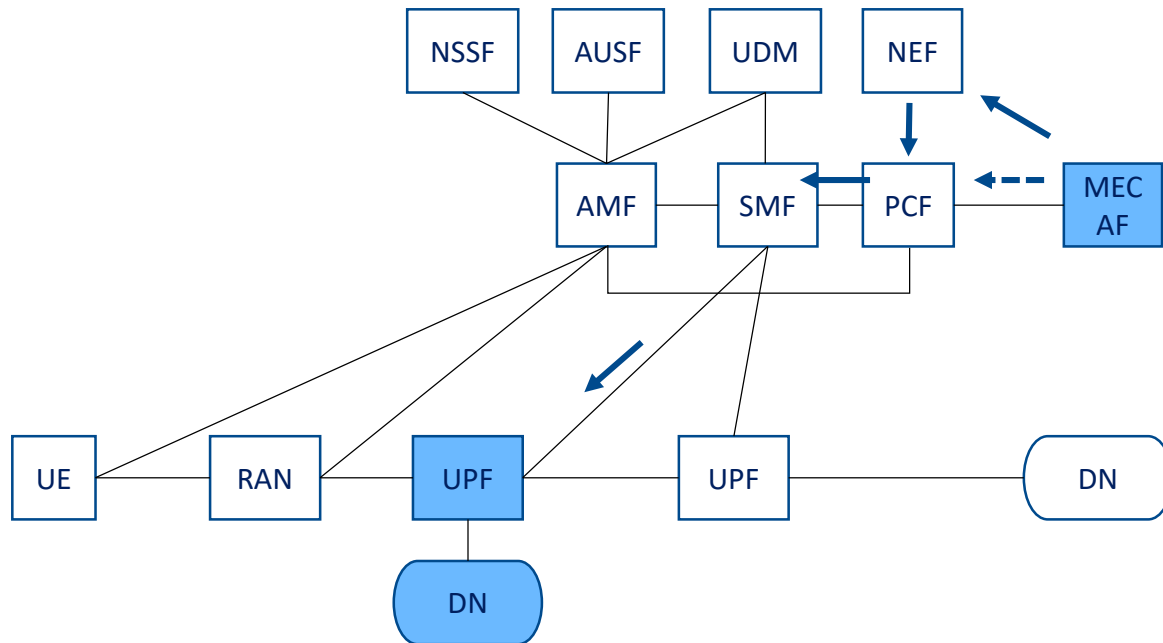 NSSF
AUSF
UDM
NEF
AMF
SMF
PCF
MEC
AF
UE
RAN
UPF
UPF
DN
DN